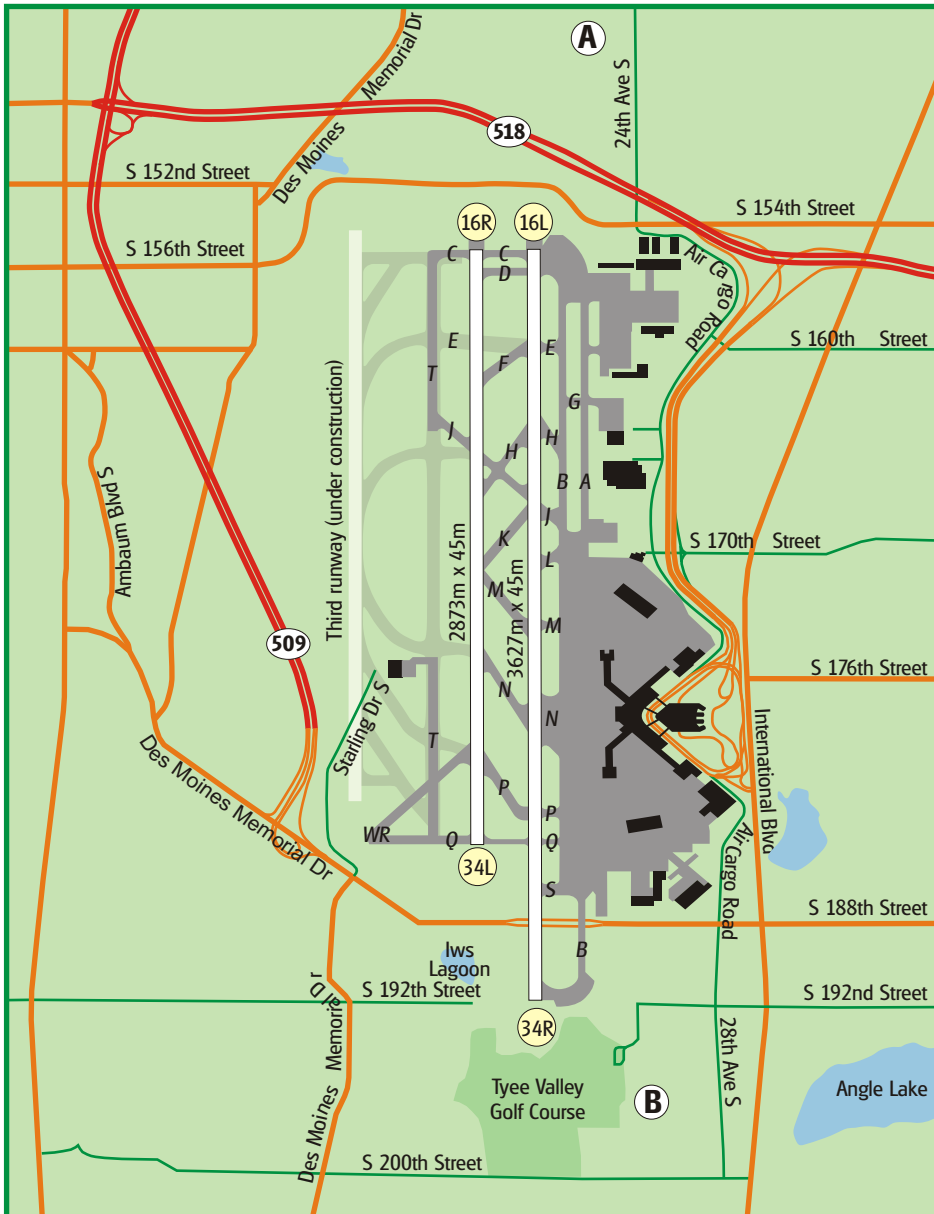 A
Des Moines Memorial Dr
24th Ave S
518
S 152nd Street
S 154th Street
16R
16L
S 156th Street
C
C
D
Air Cargo Road
E
F
E
S 160th Street
T
G
J
H
H
B
A
Ambaum Blvd S
Third runway (under construction)
J
K
S 170th Street
L
2873m x 45m
3627m x 45m
M
M
509
S 176th Street
Starling Dr S
N
N
T
International Blvd
Des Moines Memorial Dr
P
P
WR
Q
Q
Air Cargo Road
34L
S
S 188th Street
B
Iws
Lagoon
S 192th Street
S 192nd Street
Des Moines Memorial Dr
34R
28th Ave S
Tyee Valley
Golf Course
B
Angle Lake
S 200th Street